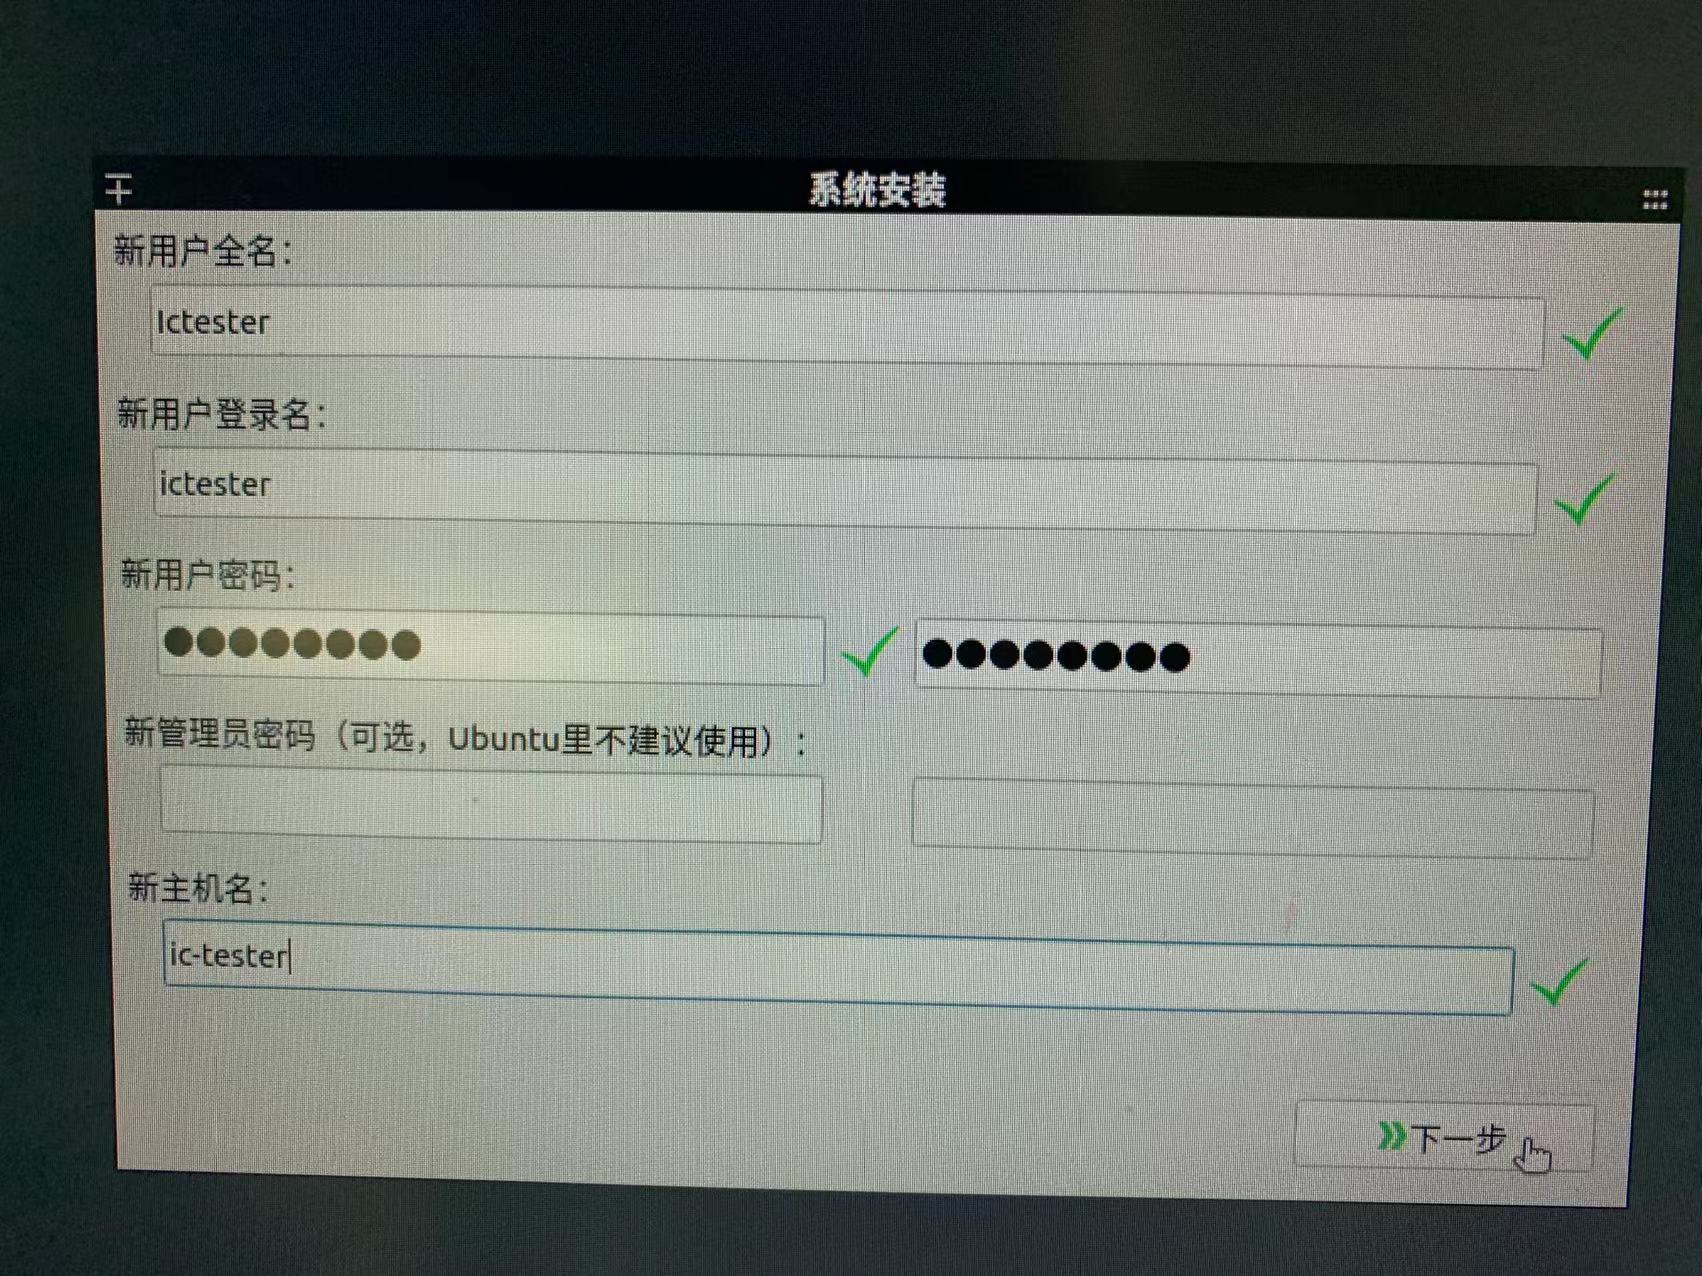 系统安装
新用户全名：
Ictester
新用户登录名：
ictester
新用户密码：
●●●●●●●● ●●●●●●●●
新管理员密码（可选，Ubuntu里不建议使用）：
新主机名：
ic-tester
下一步